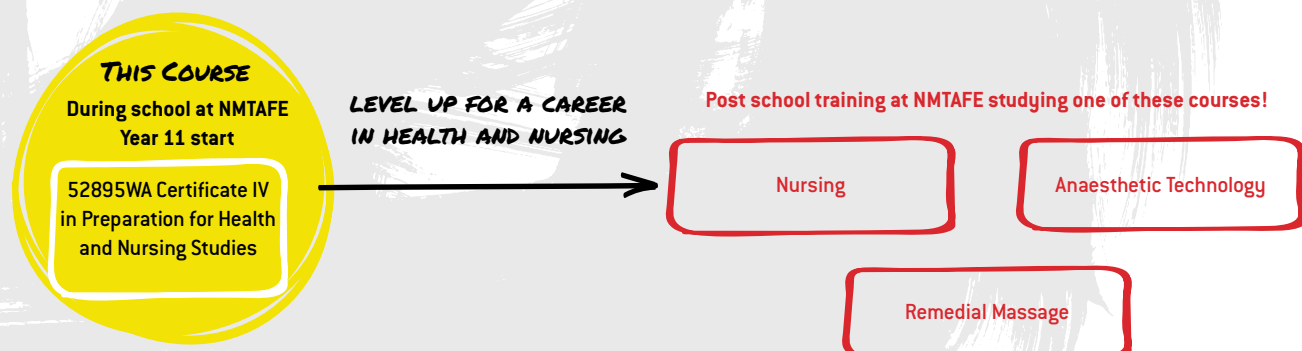 THIS COURSE
During school at NMTAFE
Year 11 start
52895WA Certificate IV
in Preparation for Health
and Nursing Studies
LEVEL UP FOR A CAREER
IN HEALTH AND NURSING
Post school training at NMTAFE studying one of these courses!
Nursing
Anaesthetic Technology
Remedial Massage